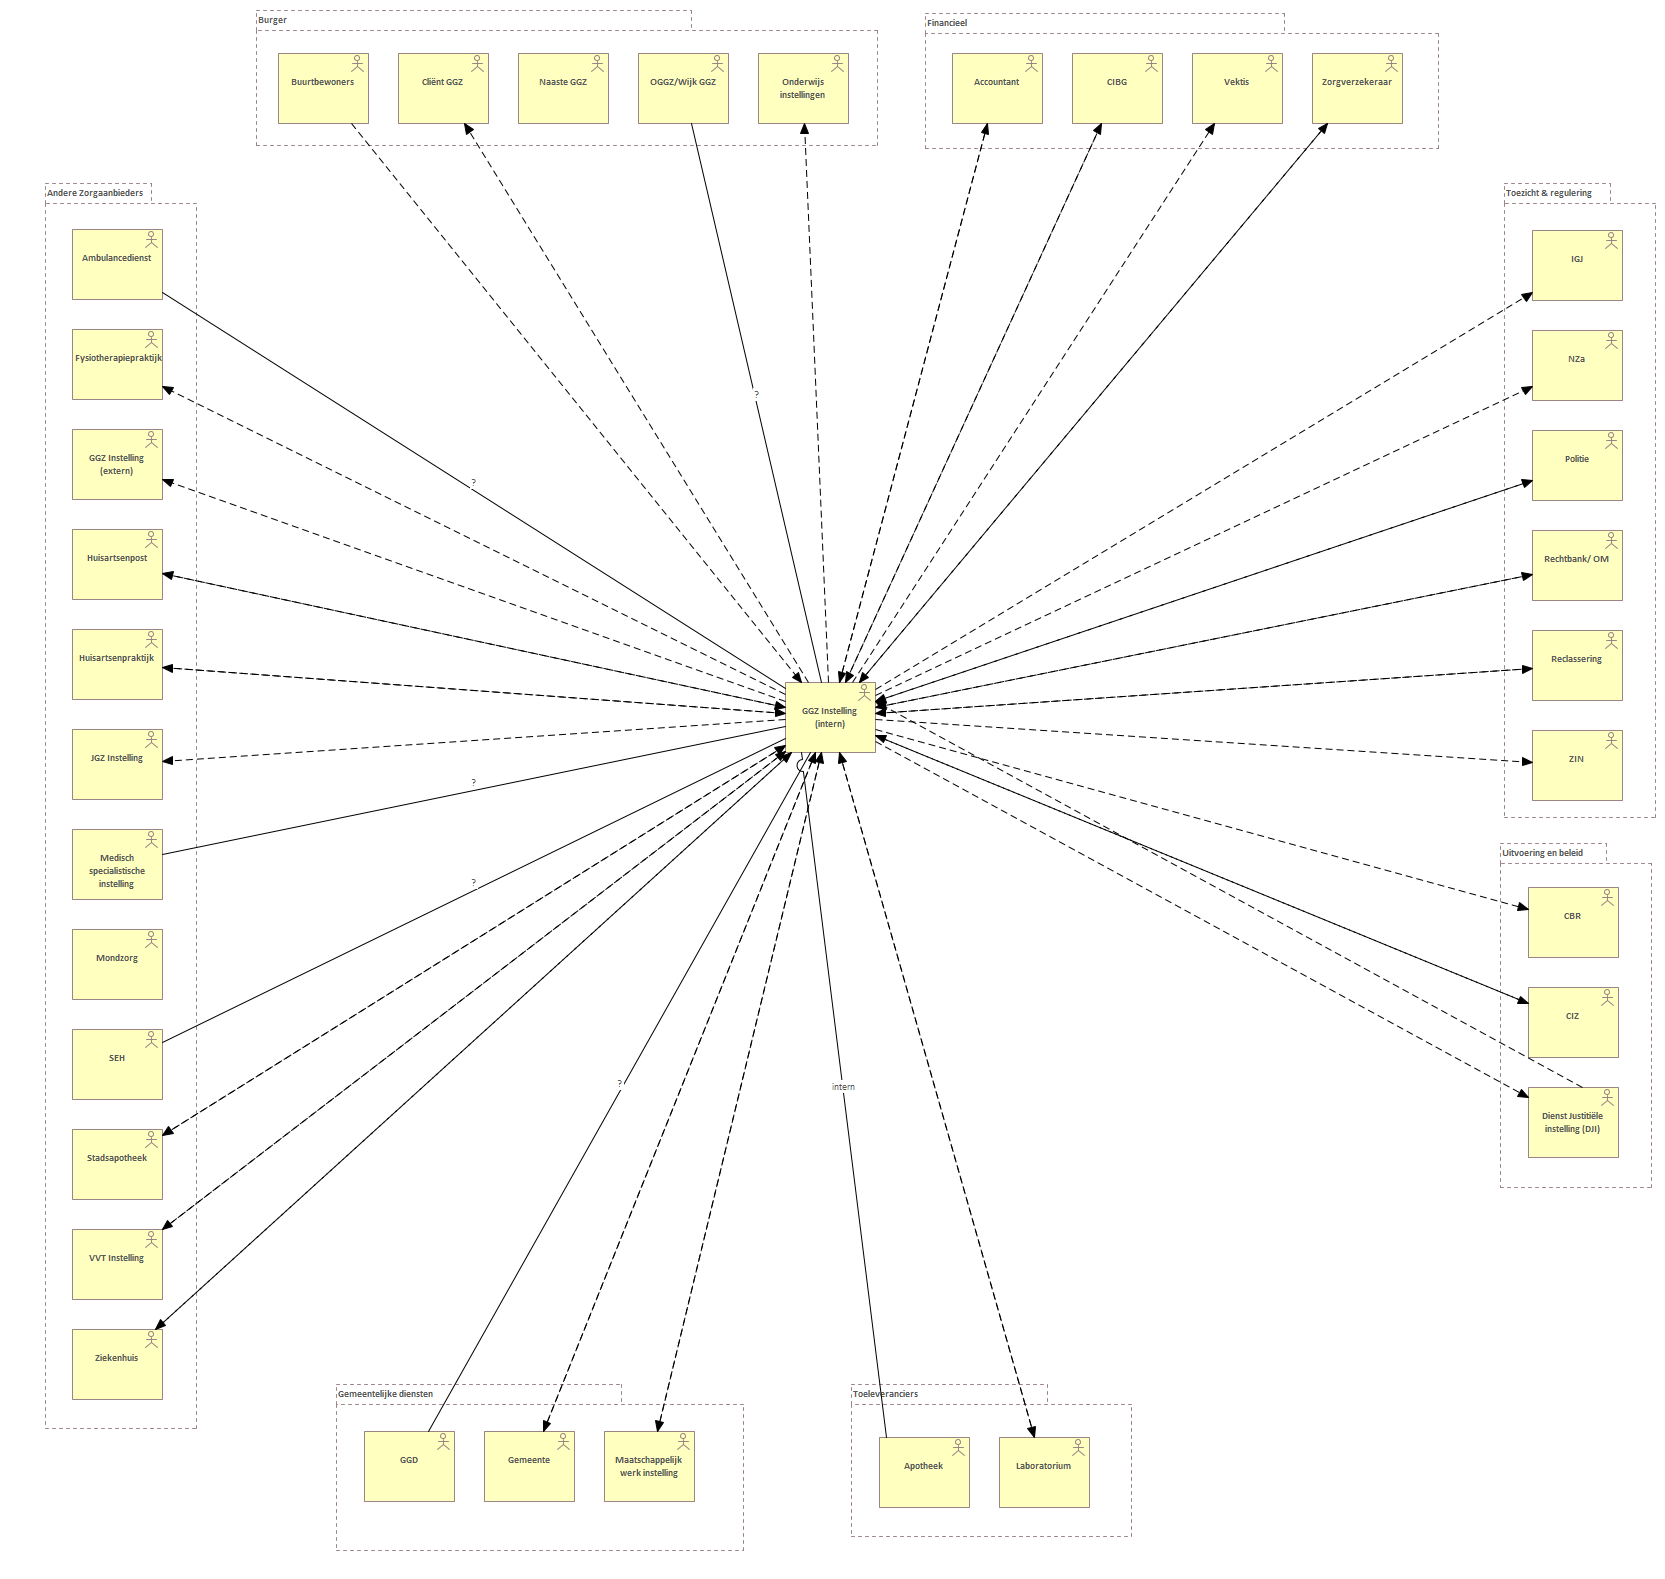 Burger
Buurtbewoners
Cliënt GGZ
Naaste GGZ
OGGZ/Wijk GGZ
Onderwijs
instellingen
Financieel
Accountant
CIBG
Vektis
Zorgverzekeraar
Andere Zorgaanbieders
Ambulancedienst
Fysiotherapiepraktijk
GGZ Instelling
(extern)
Huisartsenpost
Huisartsenpraktijk
JGZ Instelling
Medisch
specialistische
instelling
Mondzorg
SEH
Stadsapotheek
VVT Instelling
Ziekenhuis
?
?
?
?
?
intern
GGZ Instelling
(intern)
Toezicht & regulering
IGJ
NZa
Politie
Rechtbank/ OM
Reclassering
ZIN
Uitvoering en beleid
CBR
CIZ
Dienst Justitiële
instelling (DJI)
Gemeentelijke diensten
GGD
Gemeente
Maatschappelijk
werk instelling
Toeleveranciers
Apotheek
Laboratorium